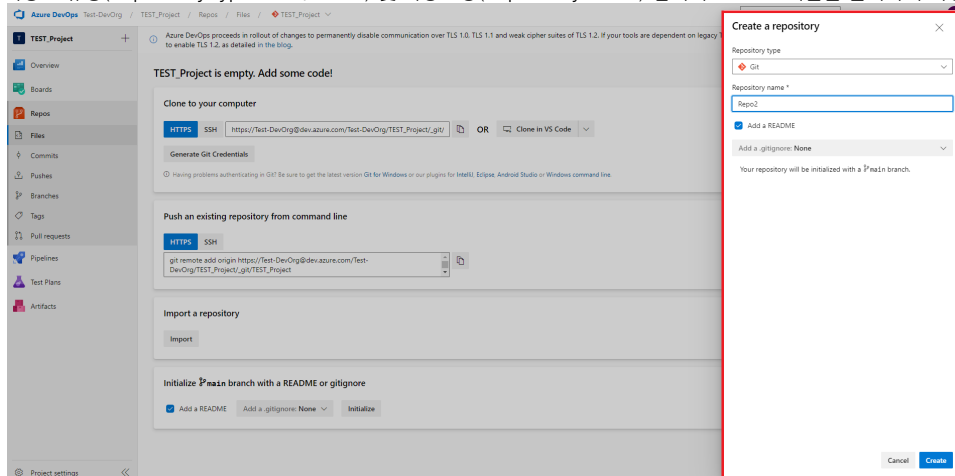 Azure DevOps Test-DevOrg / TEST_Project / Repos / Files / TEST_Project
T TEST_Project +
Overview
Boards
Repos
Files
Commits
Pushes
Branches
Tags
Pull requests
Pipelines
Test Plans
Artifacts
Project settings
Azure DevOps proceeds in rollout of changes to permanently disable communication over TLS 1.0. TLS 1.1 and weak cipher suites of TLS 1.2. If your tools are dependent on legacy T
to enable TLS 1.2, as detailed in the blog.
TEST_Project is empty. Add some code!
Clone to your computer
HTTPS SSH https://Test-DevOrg@dev.azure.com/Test-DevOrg/TEST_Project/_git/ OR Clone in VS Code
Generate Git Credentials
Having problems authenticating in Git? Be sure to get the latest version Git for Windows or our plugins for IntelliJ, Eclipse, Android Studio or Windows command line.
Push an existing repository from command line
HTTPS SSH
git remote add origin https://Test-DevOrg@dev.azure.com/Test-
DevOrg/TEST_Project/_git/TEST_Project
Import a repository
Import
Initialize main branch with a README or gitignore
Add a README Add a .gitignore: None Initialize
Create a repository
Repository type
Git
Repository name *
Repo2
Add a README
Add a .gitignore: None
Your repository will be initialized with a main branch.
Cancel Create